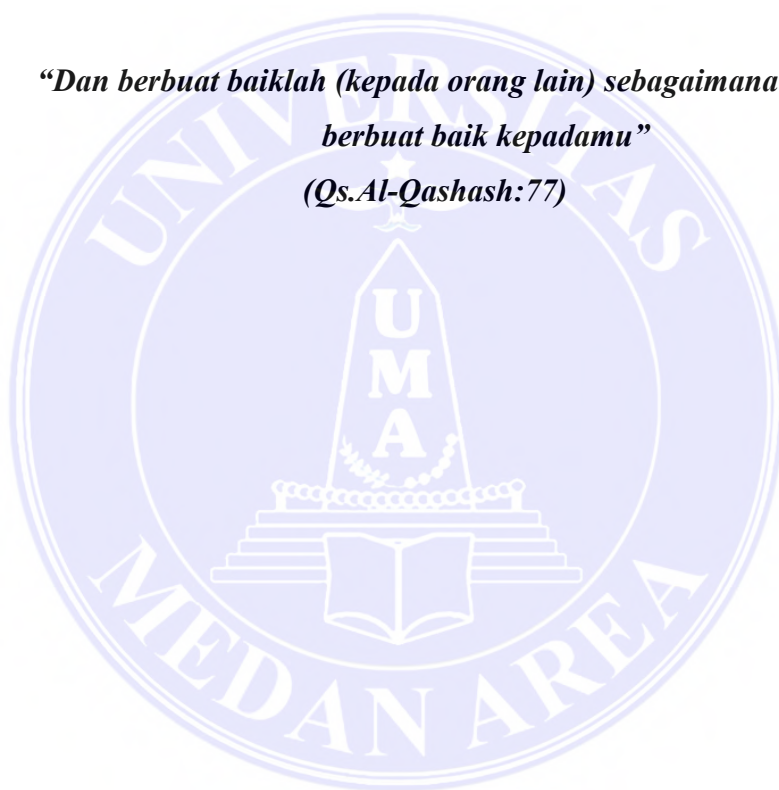 “Dan berbuat baiklah (kepada orang lain) sebagaimana
berbuat baik kepadamu”
(Qs.Al-Qashash:77)
UNIVERSITAS
UMA
MEDAN AREA